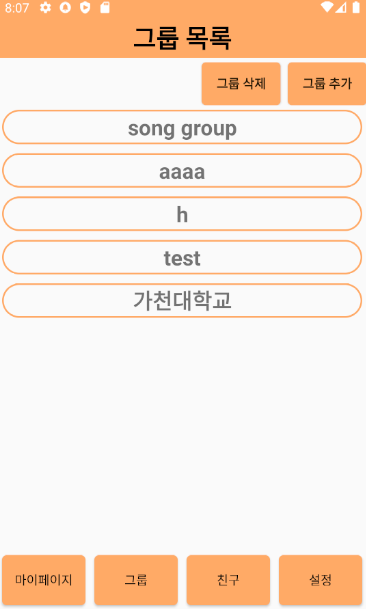 8:07
그룹 목록
그룹 삭제 그룹 추가
song group
aaaa
h
test
가천대학교
마이페이지 그룹 친구 설정